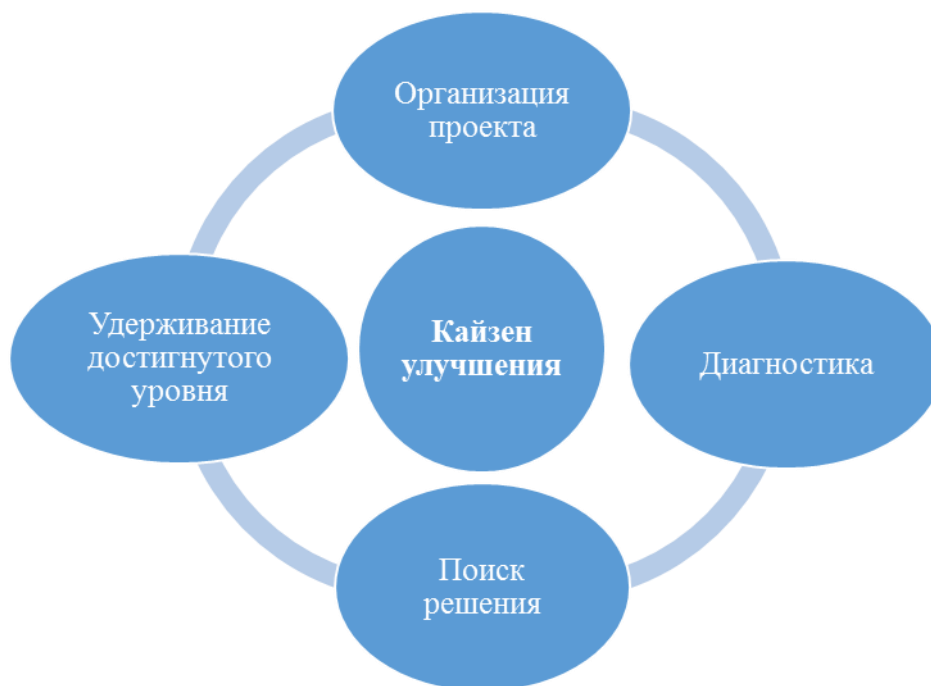 Организация
проекта
Кайзен
улучшения
Удерживание
достигнутого
уровня
Диагностика
Поиск
решения